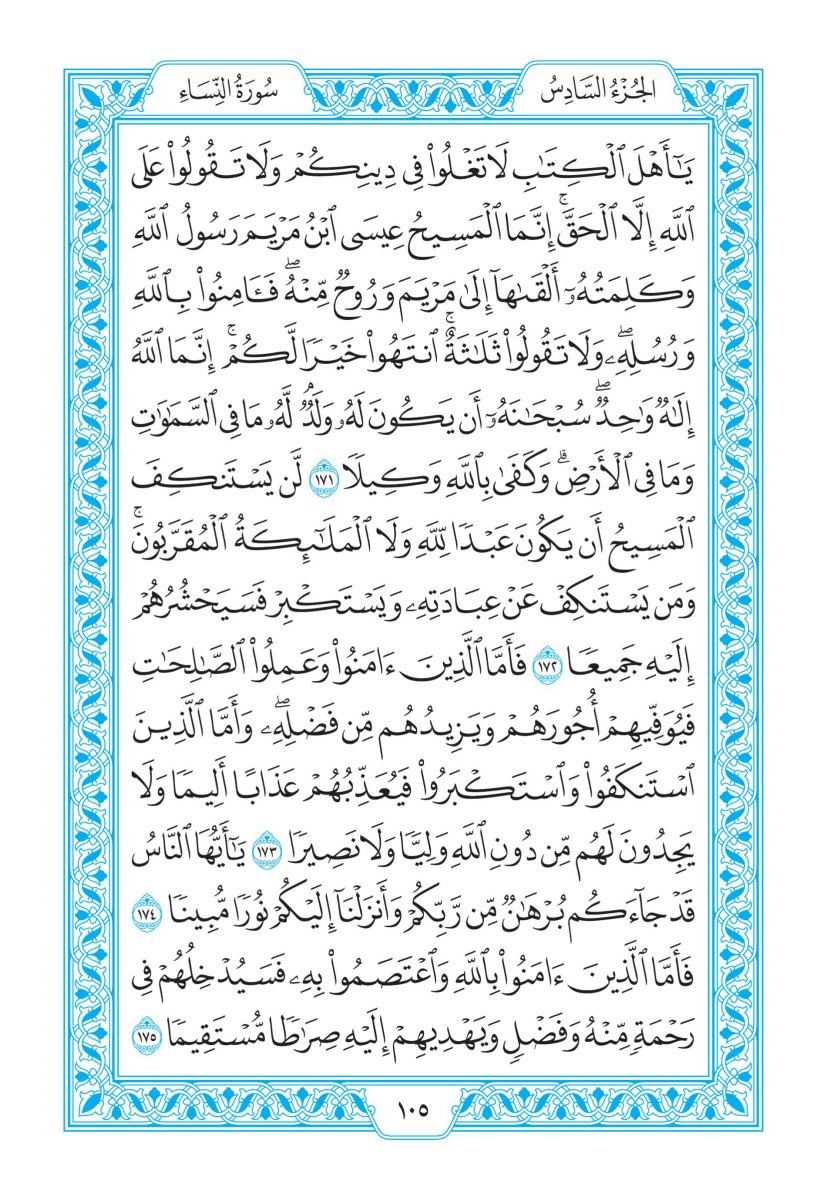 الجُزْءُ السَّادِسُ
سُورَةُ النِّسَاءِ
يَـٰٓأَهْلَ ٱلْكِتَـٰبِ لَا تَغْلُوا۟ فِى دِينِكُمْ وَلَا تَقُولُوا۟ عَلَى
ٱللَّهِ إِلَّا ٱلْحَقَّ ۚ إِنَّمَا ٱلْمَسِيحُ عِيسَى ٱبْنُ مَرْيَمَ رَسُولُ ٱللَّهِ
وَكَلِمَتُهُۥٓ أَلْقَىٰهَآ إِلَىٰ مَرْيَمَ وَرُوحٌ مِّنْهُ ۖ فَـَٔامِنُوا۟ بِٱللَّهِ
وَرُسُلِهِۦ ۖ وَلَا تَقُولُوا۟ ثَلَـٰثَةٌ ۚ ٱنتَهُوا۟ خَيْرًا لَّكُمْ ۚ إِنَّمَا ٱللَّهُ
إِلَـٰهٌ وَٰحِدٌ ۖ سُبْحَـٰنَهُۥٓ أَن يَكُونَ لَهُۥ وَلَدٌ ۘ لَّهُۥ مَا فِى ٱلسَّمَـٰوَٰتِ
وَمَا فِى ٱلْأَرْضِ ۗ وَكَفَىٰ بِٱللَّهِ وَكِيلًا ١٧١ لَّن يَسْتَنكِفَ
ٱلْمَسِيحُ أَن يَكُونَ عَبْدًا لِّلَّهِ وَلَا ٱلْمَلَـٰٓئِكَةُ ٱلْمُقَرَّبُونَ ۚ
وَمَن يَسْتَنكِفْ عَنْ عِبَادَتِهِۦ وَيَسْتَكْبِرْ فَسَيَحْشُرُهُمْ
إِلَيْهِ جَمِيعًا ١٧٢ فَأَمَّا ٱلَّذِينَ ءَامَنُوا۟ وَعَمِلُوا۟ ٱلصَّـٰلِحَـٰتِ
فَيُوَفِّيهِمْ أُجُورَهُمْ وَيَزِيدُهُم مِّن فَضْلِهِۦ ۖ وَأَمَّا ٱلَّذِينَ
ٱسْتَنكَفُوا۟ وَٱسْتَكْبَرُوا۟ فَيُعَذِّبُهُمْ عَذَابًا أَلِيمًا وَلَا
يَجِدُونَ لَهُم مِّن دُونِ ٱللَّهِ وَلِيًّا وَلَا نَصِيرًا ١٧٣ يَـٰٓأَيُّهَا ٱلنَّاسُ
قَدْ جَآءَكُم بُرْهَـٰنٌ مِّن رَّبِّكُمْ وَأَنزَلْنَآ إِلَيْكُمْ نُورًا مُّبِينًا ١٧٤
فَأَمَّا ٱلَّذِينَ ءَامَنُوا۟ بِٱللَّهِ وَٱعْتَصَمُوا۟ بِهِۦ فَسَيُدْخِلُهُمْ فِى
رَحْمَةٍ مِّنْهُ وَفَضْلٍ وَيَهْدِيهِمْ إِلَيْهِ صِرَٰطًا مُّسْتَقِيمًا ١٧٥
١٠٥